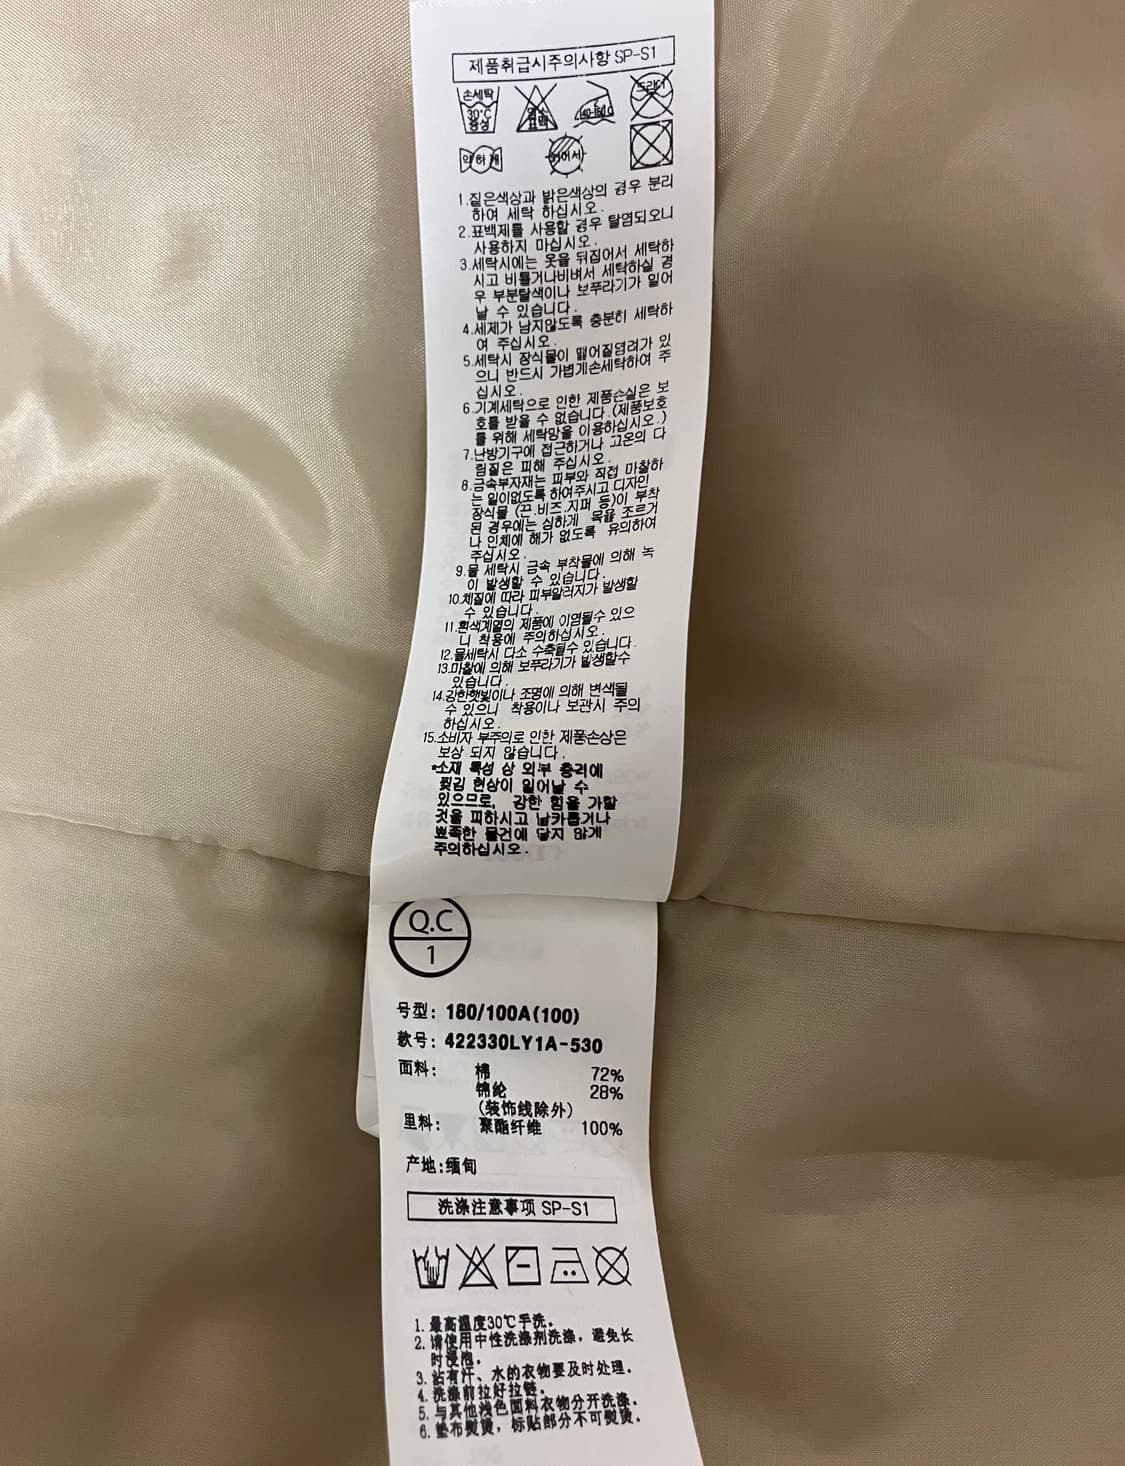 제품취급시주의사항 SP-S1
손세탁
30°C
중성
염소
표백
140-160°C
드라이
약하게
뉘어서
1.짙은색상과 밝은색상의 경우 분리
하여 세탁 하십시오.
2.표백제를 사용할 경우 탈염되오니
사용하지 마십시오.
3.세탁시에는 옷을 뒤집어서 세탁하
시고 비틀거나비벼서 세탁하실 경
우 부분탈색이나 보푸라기가 일어
날 수 있습니다.
4.세제가 남지않도록 충분히 세탁하
여 주십시오.
5.세탁시 장식물이 떨어질염려가 있
으니 반드시 가볍게손세탁하여 주
십시오.
6.기계세탁으로 인한 제품손실은 보
호를 받을 수 없습니다.(제품보호
를 위해 세탁망을 이용하십시오.)
7.난방기구에 접근하거나 고온의 다
림질은 피해 주십시오.
8.금속부자재는 피부와 직접 마찰하
는 일이없도록 하여주시고 디자인
장식물 (끈.비즈.지퍼 등)이 부착
된 경우에는 심하게 목을 조르거
나 인체에 해가 없도록 유의하여
주십시오.
9.물 세탁시 금속 부착물에 의해 녹
이 발생할 수 있습니다.
10.체질에 따라 피부알러지가 발생할
수 있습니다.
11.흰색계열의 제품에 이염될수 있으
니 착용에 주의하십시오.
12.물세탁시 다소 수축될수 있습니다.
13.마찰에 의해 보푸라기가 발생할수
있습니다.
14.강한햇빛이나 조명에 의해 변색될
수 있으니 착용이나 보관시 주의
하십시오.
15.소비자 부주의로 인한 제품손상은
보상 되지 않습니다.
*소재 특성 상 외부 충격에
찢김 현상이 일어날 수
있으므로, 강한 힘을 가할
것을 피하시고 날카롭거나
뾰족한 물건에 닿지 않게
주의하십시오.
Q.C
1
号型: 180/100A(100)
款号: 422330LY1A-530
面料: 棉 72%
锦纶 28%
(装饰线除外)
里料: 聚酯纤维 100%
产地:缅甸
洗涤注意事项 SP-S1
1. 最高温度30℃手洗。
2. 请使用中性洗涤剂洗涤，避免长
时浸泡。
3. 沾有汗、水的衣物要及时处理。
4. 洗涤前拉好拉链。
5. 与其他浅色面料衣物分开洗涤。
6. 垫布熨烫，标贴部分不可熨烫。